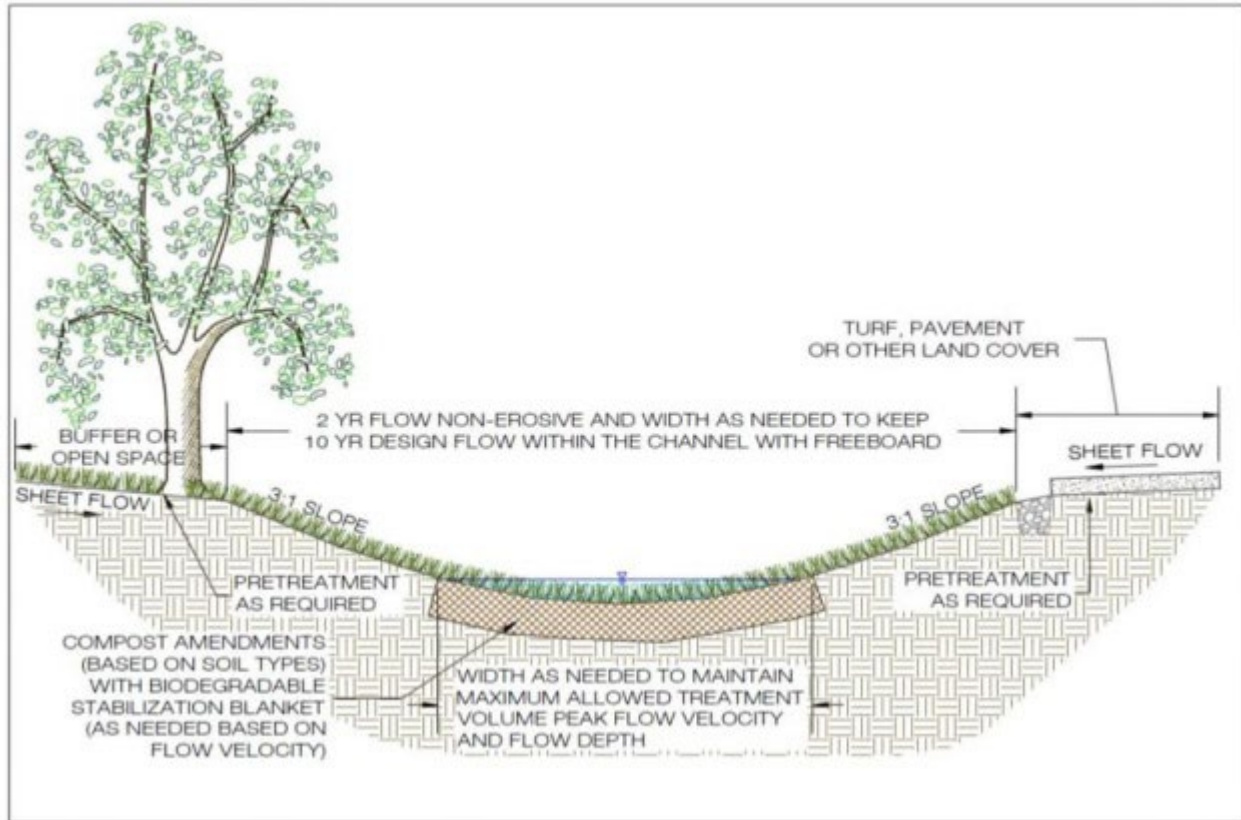 TURF, PAVEMENT
OR OTHER LAND COVER
2 YR FLOW NON-EROSIVE AND WIDTH AS NEEDED TO KEEP
10 YR DESIGN FLOW WITHIN THE CHANNEL WITH FREEBOARD
BUFFER OR
OPEN SPACE
SHEET FLOW
SHEET FLOW
3:1 SLOPE
3:1 SLOPE
PRETREATMENT
AS REQUIRED
PRETREATMENT
AS REQUIRED
COMPOST AMENDMENTS
(BASED ON SOIL TYPES)
WITH BIODEGRADABLE
STABILIZATION BLANKET
(AS NEEDED BASED ON
FLOW VELOCITY)
WIDTH AS NEEDED TO MAINTAIN
MAXIMUM ALLOWED TREATMENT
VOLUME PEAK FLOW VELOCITY
AND FLOW DEPTH